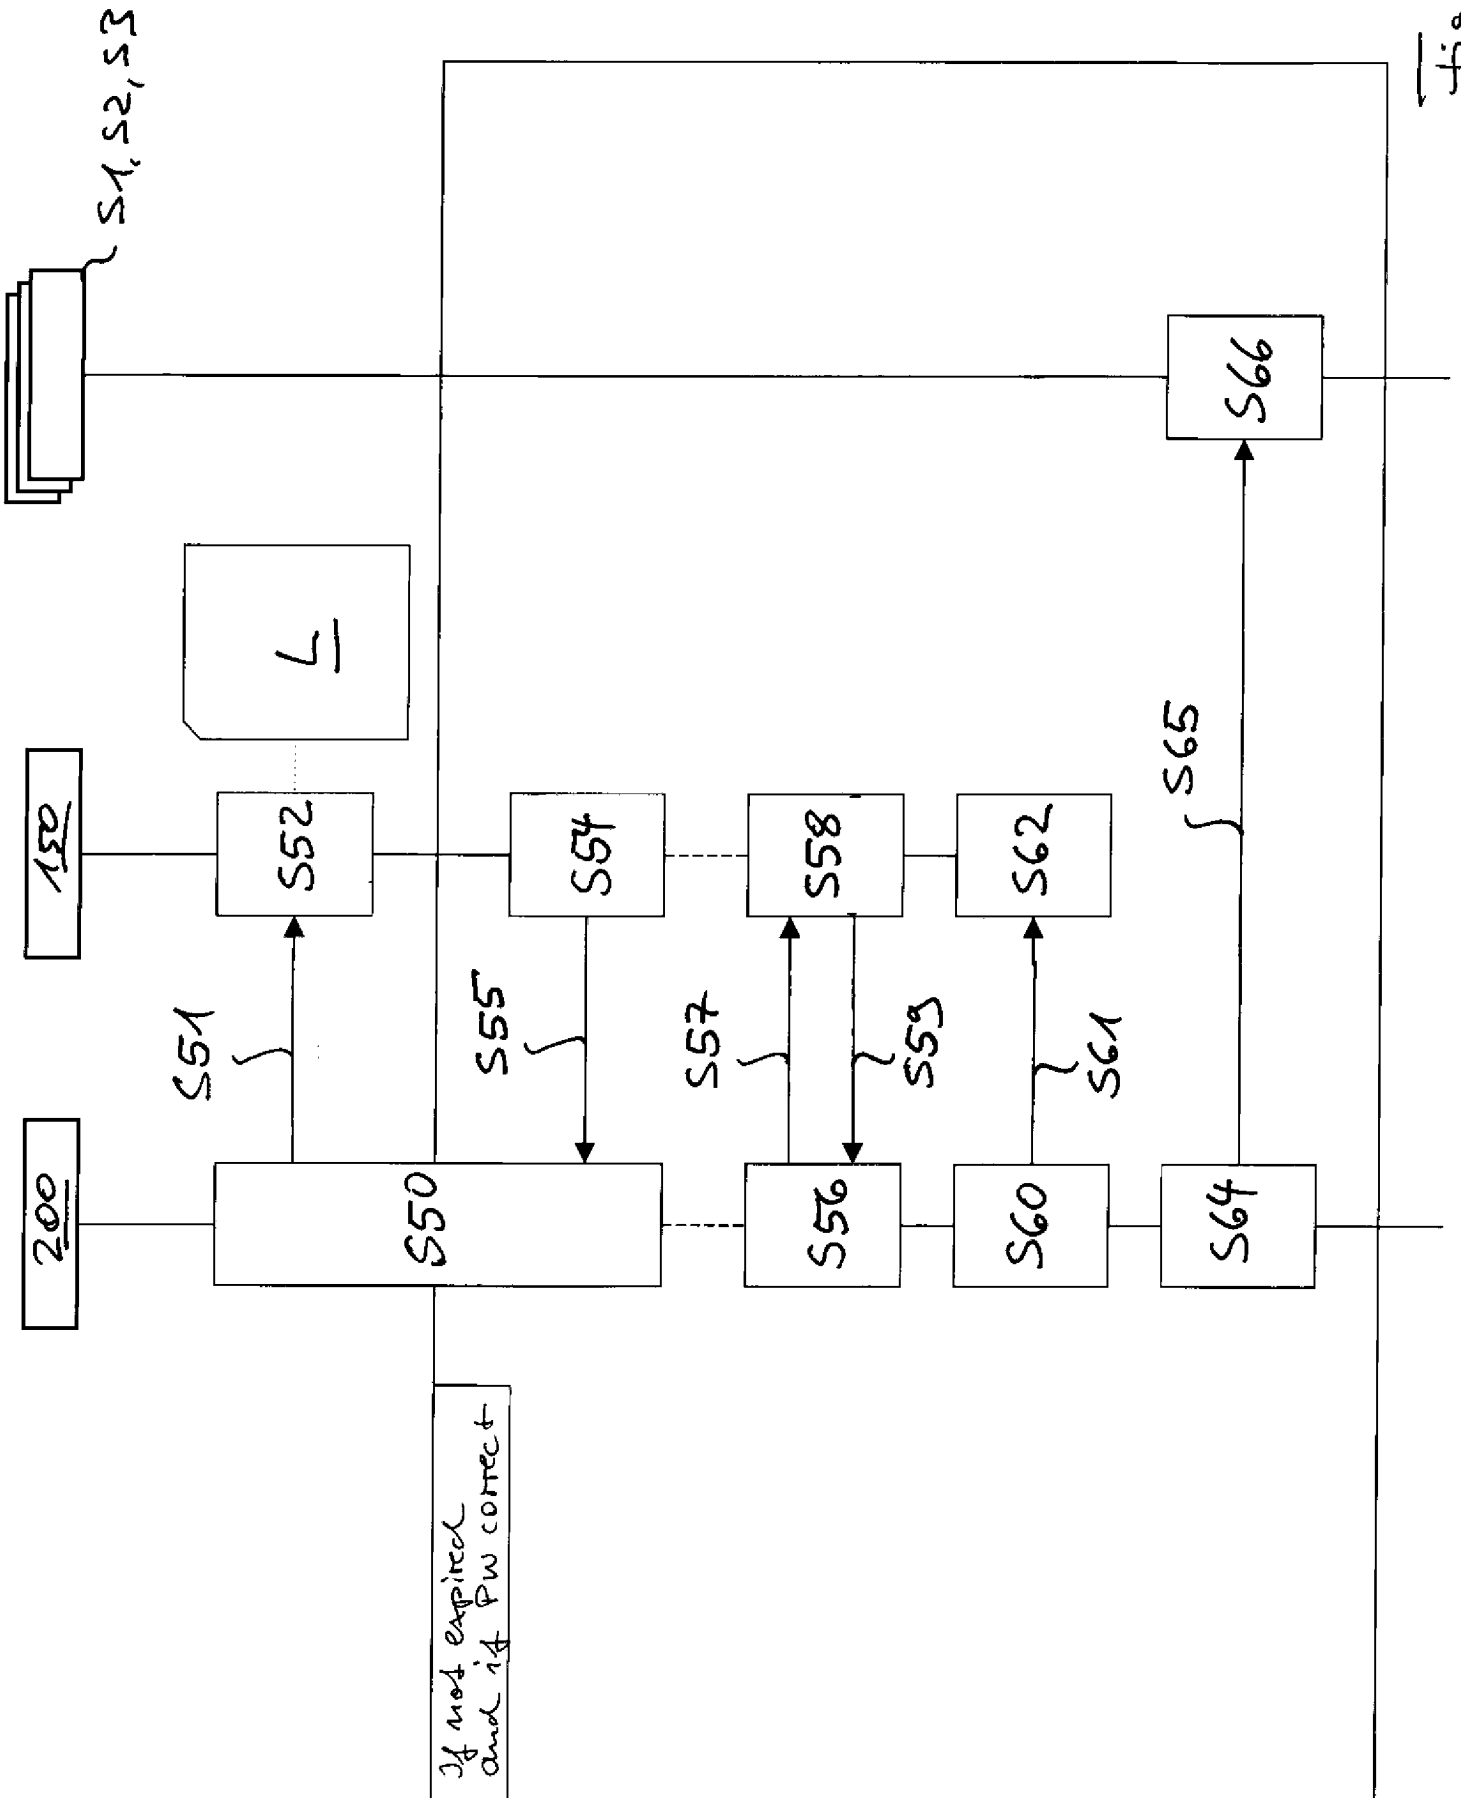 200
150
S1, S2, S3
S51
S52
L
S50
If not expired
and if PW correct
S55
S54
S57
S58
S56
S59
S60
S61
S62
S65
S64
S66